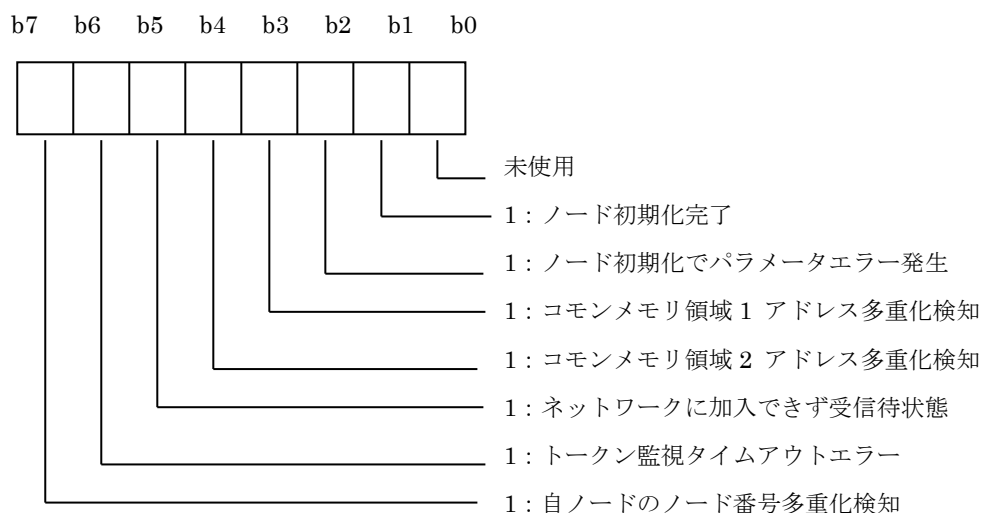 b7 b6 b5 b4 b3 b2 b1 b0
未使用
1:ノード初期化完了
1:ノード初期化でパラメータエラー発生
1:コモンメモリ領域 1 アドレス多重化検知
1:コモンメモリ領域 2 アドレス多重化検知
1:ネットワークに加入できず受信待状態
1:トークン監視タイムアウトエラー
1:自ノードのノード番号多重化検知